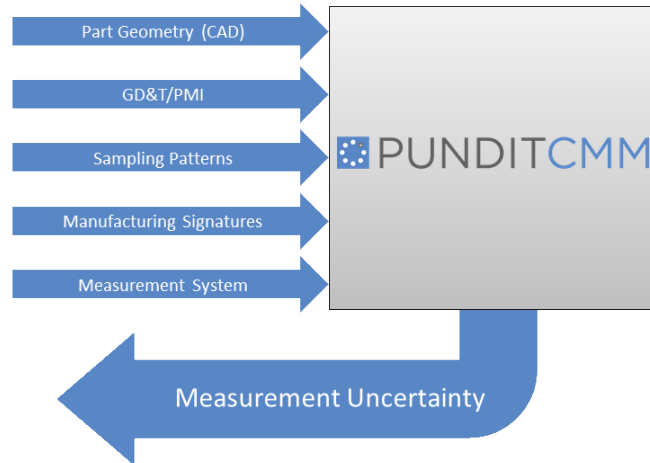 Part Geometry (CAD)
GD&T/PMI
Sampling Patterns
PUNDITCMM
Manufacturing Signatures
Measurement System
Measurement Uncertainty